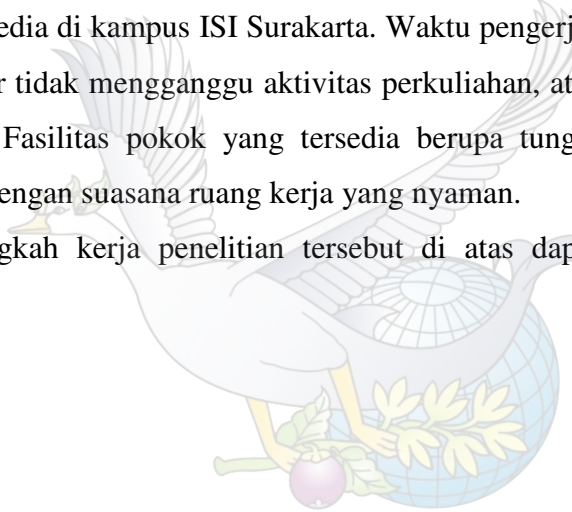 edia di kampus ISI Surakarta. Waktu pengerj
r tidak mengganggu aktivitas perkuliahan, at
Fasilitas pokok yang tersedia berupa tung
engan suasana ruang kerja yang nyaman.
gkah kerja penelitian tersebut di atas dap